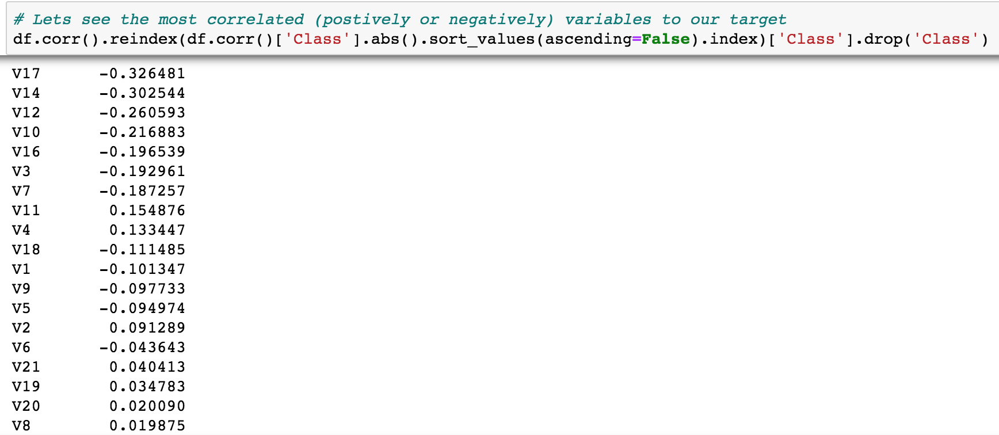 # Lets see the most correlated (postively or negatively) variables to our target
df.corr().reindex(df.corr()['Class'].abs().sort_values(ascending=False).index)['Class'].drop('Class')
V17 -0.326481
V14 -0.302544
V12 -0.260593
V10 -0.216883
V16 -0.196539
V3 -0.192961
V7 -0.187257
V11 0.154876
V4 0.133447
V18 -0.111485
V1 -0.101347
V9 -0.097733
V5 -0.094974
V2 0.091289
V6 -0.043643
V21 0.040413
V19 0.034783
V20 0.020090
V8 0.019875